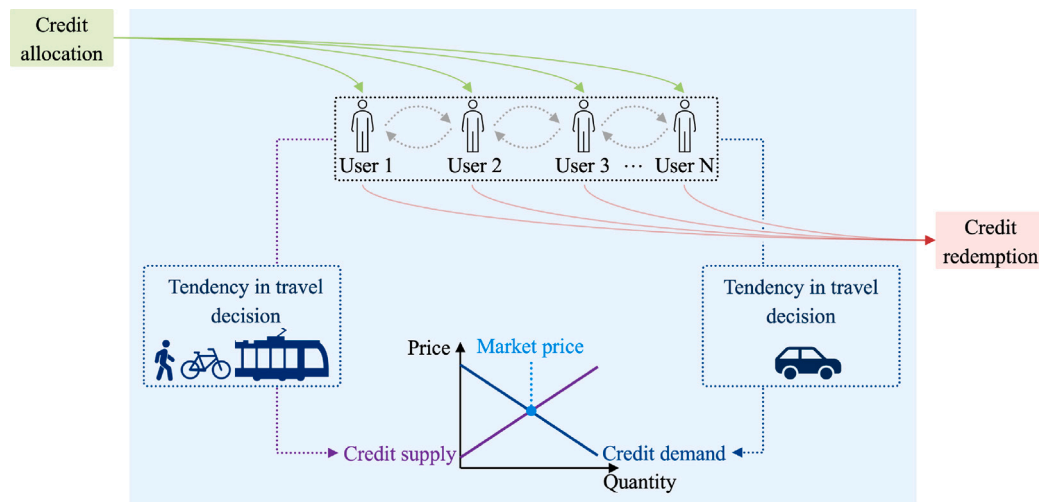 Credit
allocation
User 1
User 2
User 3
...
User N
Credit
redemption
Tendency in travel
decision
Tendency in travel
decision
Price
Market price
Credit supply
Credit demand
Quantity